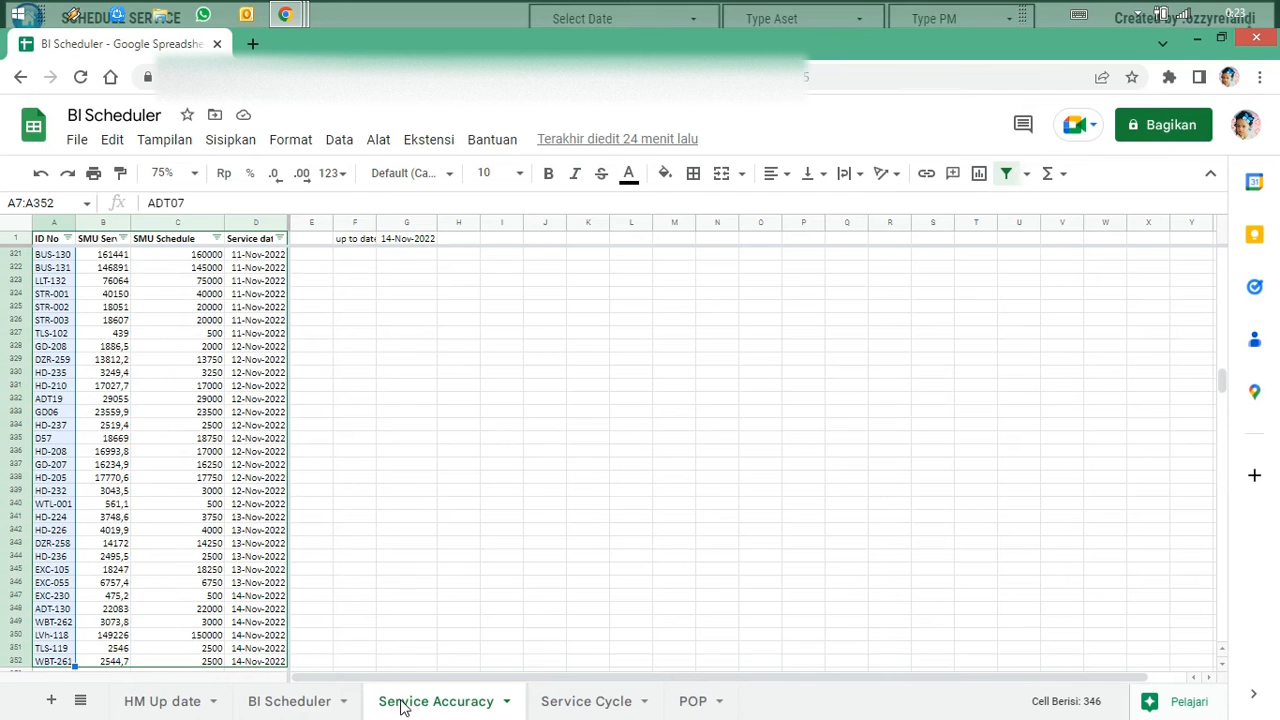 SCHEDULE SERVICE Select Date Type Aset Type PM Created by :ozzyrefandi
0:23
BI Scheduler - Google Spreadshe
5
BI Scheduler
Bagikan
File Edit Tampilan Sisipkan Format Data Alat Ekstensi Bantuan Terakhir diedit 24 menit lalu
75% Rp % .0 .00 123 Default (Ca... 10 B I S A
A7:A352 fx ADT07
A B C D E F G H I J K L M N O P Q R S T U V W X Y
1 ID No SMU Serv SMU Schedule Service dat up to date 14-Nov-2022
321 BUS-130 161441 160000 11-Nov-2022
322 BUS-131 146891 145000 11-Nov-2022
323 LLT-132 76064 75000 11-Nov-2022
324 STR-001 40150 40000 11-Nov-2022
325 STR-002 18051 20000 11-Nov-2022
326 STR-003 18607 20000 11-Nov-2022
327 TLS-102 439 500 11-Nov-2022
328 GD-208 1886,5 2000 12-Nov-2022
329 DZR-259 13812,2 13750 12-Nov-2022
330 HD-235 3249,4 3250 12-Nov-2022
331 HD-210 17027,7 17000 12-Nov-2022
332 ADT19 29055 29000 12-Nov-2022
333 GD06 23559,9 23500 12-Nov-2022
334 HD-237 2519,4 2500 12-Nov-2022
335 D57 18669 18750 12-Nov-2022
336 HD-208 16993,8 17000 12-Nov-2022
337 GD-207 16234,9 16250 12-Nov-2022
338 HD-205 17770,6 17750 12-Nov-2022
339 HD-232 3043,5 3000 12-Nov-2022
340 WTL-001 561,1 500 12-Nov-2022
341 HD-224 3748,6 3750 13-Nov-2022
342 HD-226 4019,9 4000 13-Nov-2022
343 DZR-258 14172 14250 13-Nov-2022
344 HD-236 2495,5 2500 13-Nov-2022
345 EXC-105 18247 18250 13-Nov-2022
346 EXC-055 6757,4 6750 13-Nov-2022
347 EXC-230 475,2 500 14-Nov-2022
348 ADT-130 22083 22000 14-Nov-2022
349 WBT-262 3073,8 3000 14-Nov-2022
350 LVh-118 149226 150000 14-Nov-2022
351 TLS-119 2546 2500 14-Nov-2022
352 WBT-261 2544,7 2500 14-Nov-2022
HM Up date BI Scheduler Service Accuracy Service Cycle POP Cell Berisi: 346 Pelajari